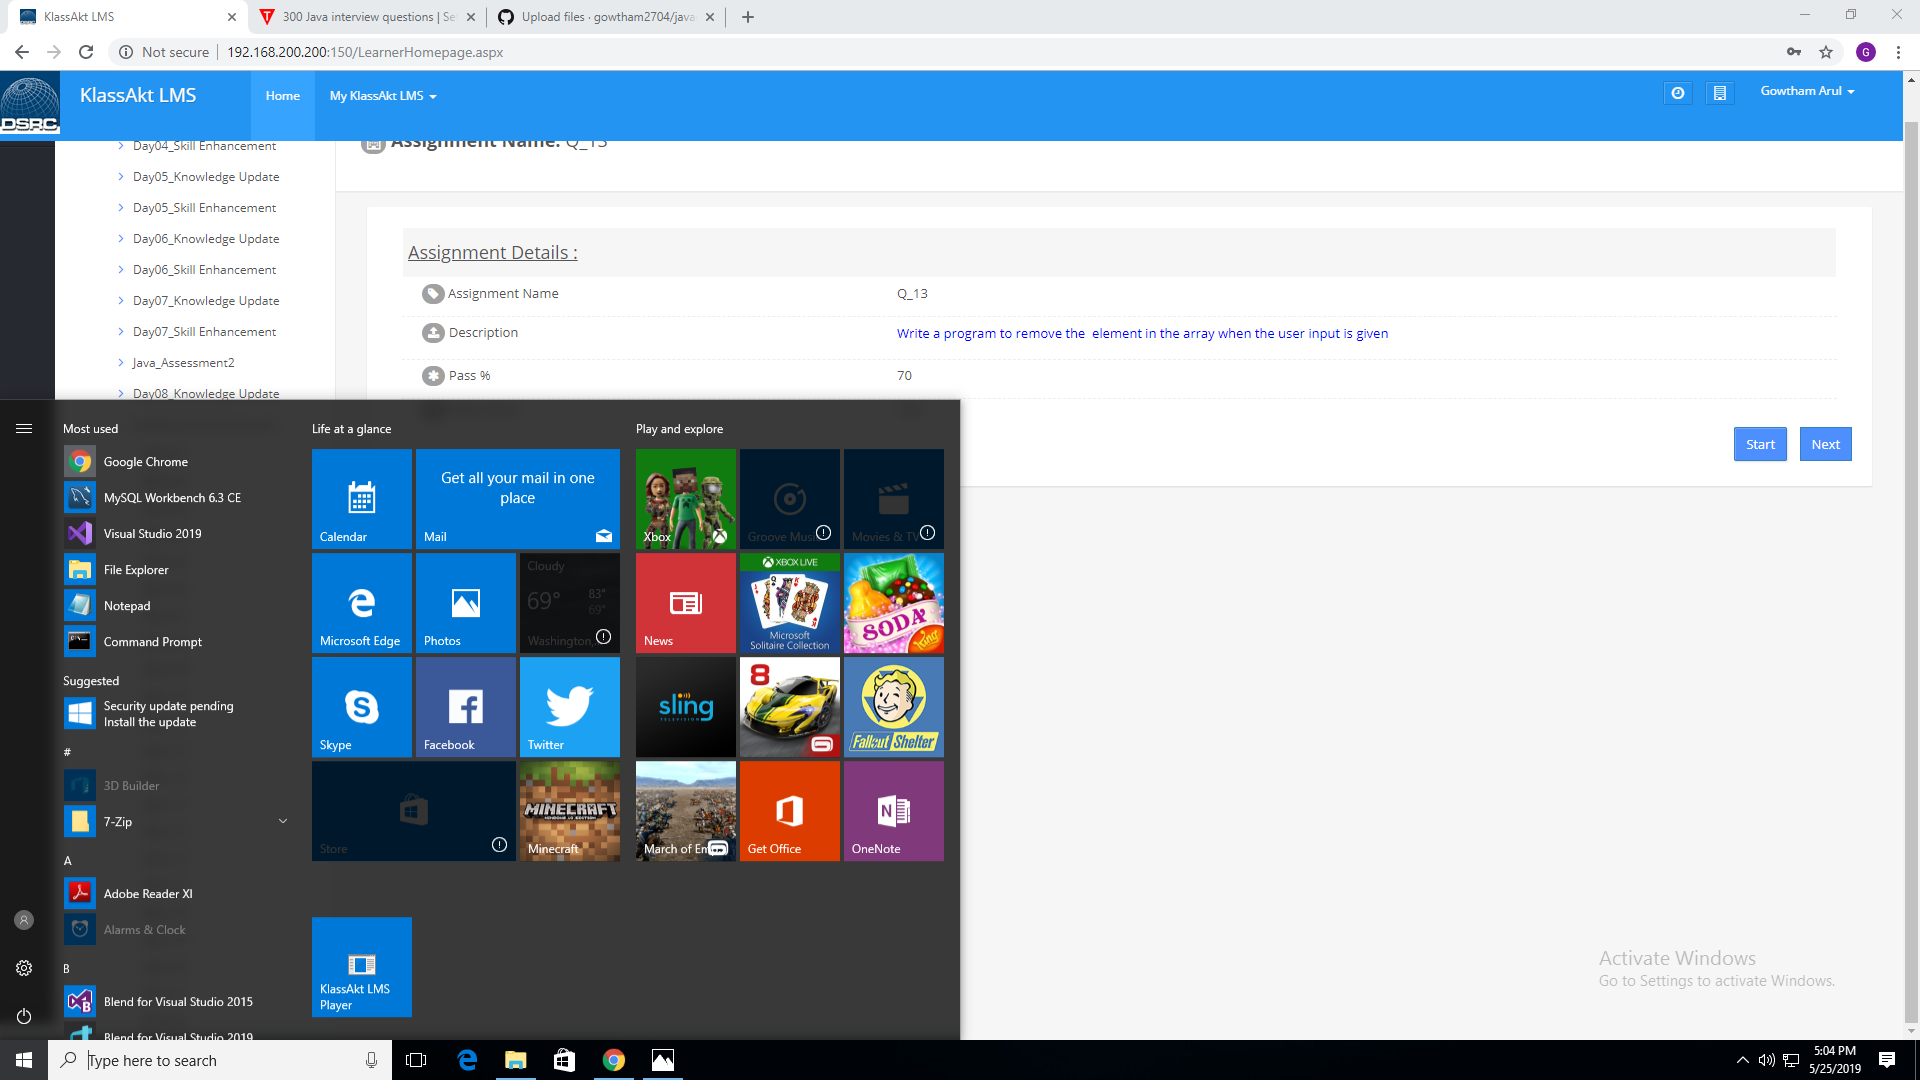 KlassAkt LMS
300 Java interview questions | Se
Upload files · gowtham2704/java
G
Not secure
192.168.200.200:150/LearnerHomepage.aspx
DSRC
KlassAkt LMS
Home
My KlassAkt LMS
Gowtham Arul
Day04_Skill Enhancement
Day05_Knowledge Update
Day05_Skill Enhancement
Day06_Knowledge Update
Day06_Skill Enhancement
Day07_Knowledge Update
Day07_Skill Enhancement
Java_Assessment2
Day08_Knowledge Update
Assignment Name: Q_13
Assignment Details :
Assignment Name
Q_13
Description
Write a program to remove the  element in the array when the user input is given
Pass %
70
Start
Next
Most used
Google Chrome
MySQL Workbench 6.3 CE
Visual Studio 2019
File Explorer
Notepad
Command Prompt
Suggested
Security update pending
Install the update
#
3D Builder
7-Zip
A
Adobe Reader XI
Alarms & Clock
B
Blend for Visual Studio 2015
Blend for Visual Studio 2019
Life at a glance
Calendar
Get all your mail in one
place
Mail
Microsoft Edge
Photos
Cloudy
69°
83°
69°
Washington,
Skype
Facebook
Twitter
Store
MINECRAFT
WINDOWS 10 EDITION
Minecraft
KlassAkt LMS
Player
Play and explore
Xbox
Groove Music
Movies & TV
News
XBOX LIVE
Microsoft
Solitaire Collection
SODA
King
sling
TELEVISION
8
Fallout Shelter
March of Em
Get Office
OneNote
Activate Windows
Go to Settings to activate Windows.
Type here to search
5:04 PM
5/25/2019